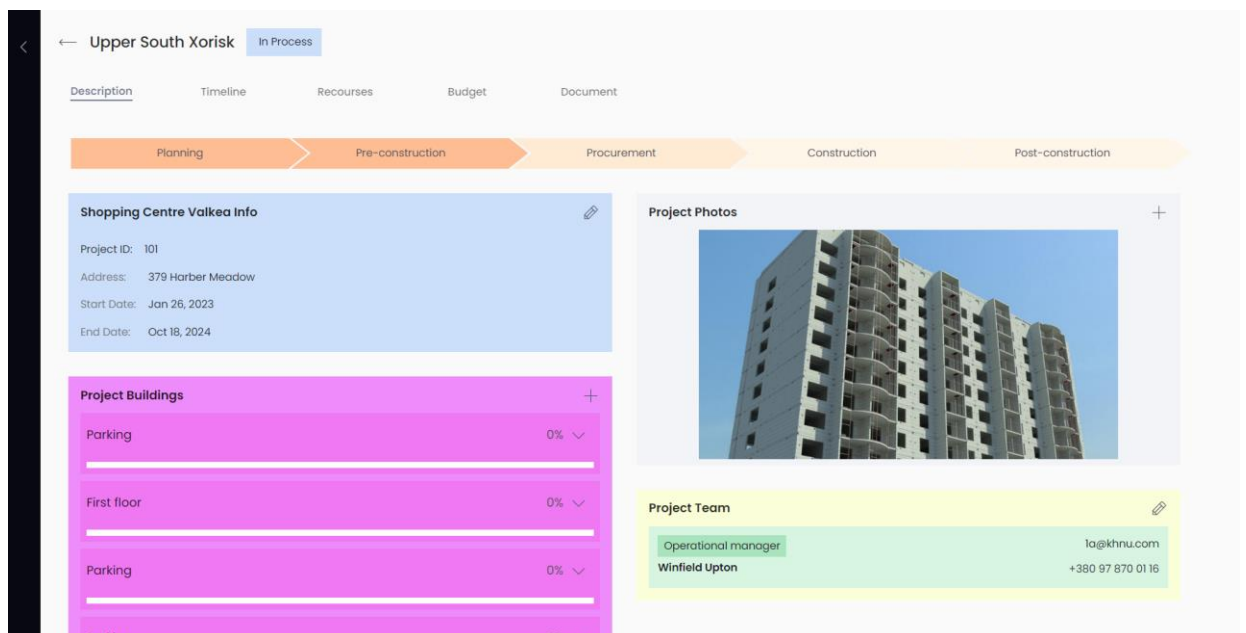 Upper South Xorisk
In Process
Description
Timeline
Recourses
Budget
Document
Planning
Pre-construction
Procurement
Construction
Post-construction
Shopping Centre Valkea Info
Project ID: 101
Address: 379 Harber Meadow
Start Date: Jan 26, 2023
End Date: Oct 18, 2024
Project Buildings
Parking 0%
First floor 0%
Parking 0%
Project Photos
Project Team
Operational manager
1a@khnu.com
Winfield Upton
+380 97 870 01 16